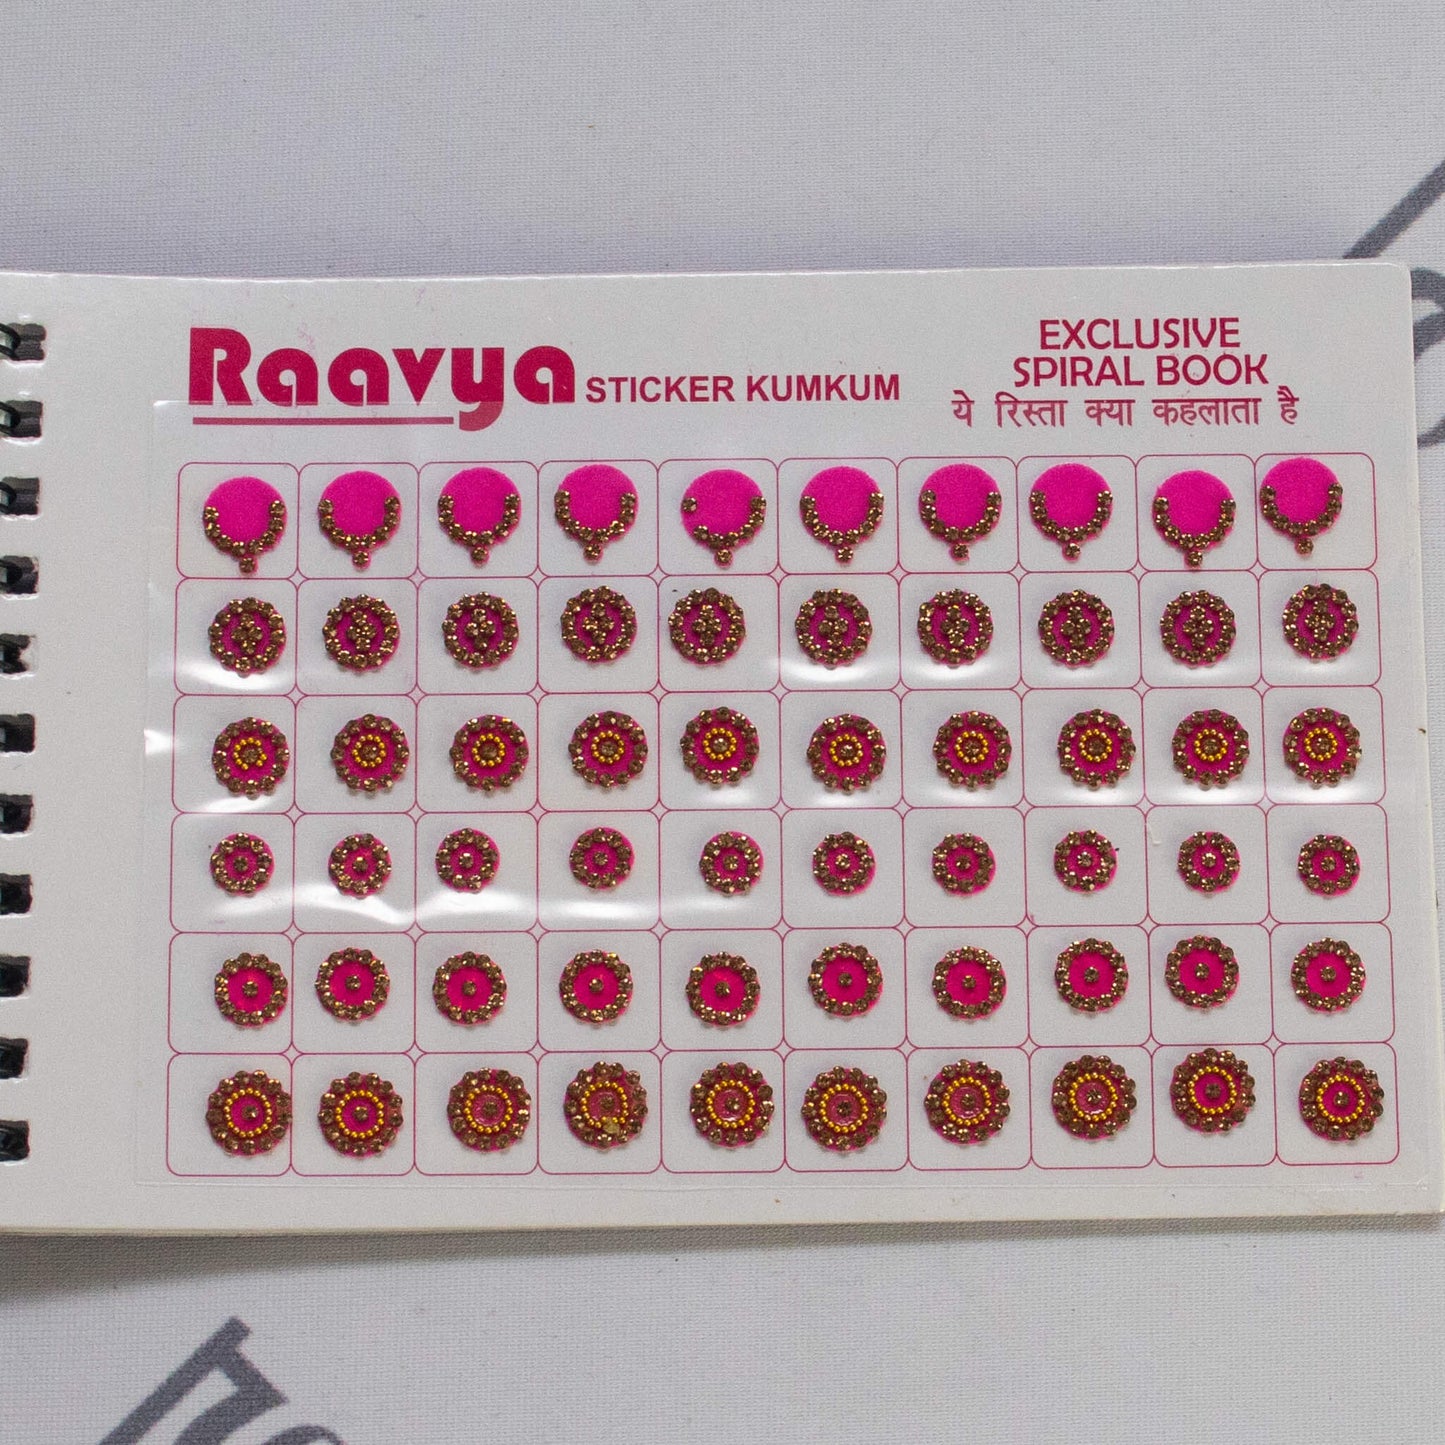 Raavya STICKER KUMKUM
EXCLUSIVE
SPIRAL BOOK
ये रिस्ता क्या कहलाता है